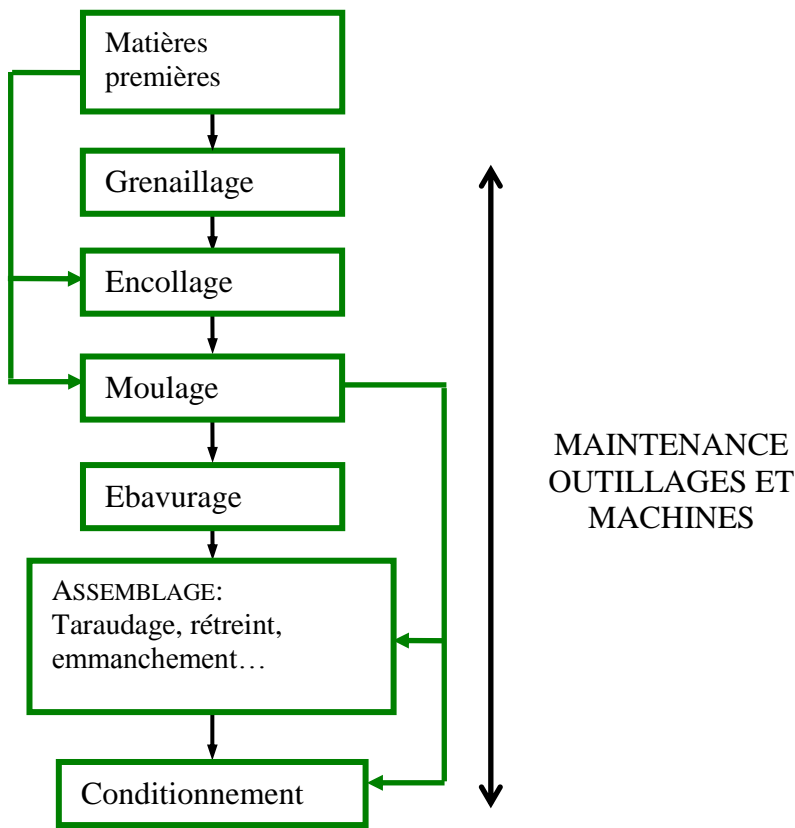 Matières
premières
Grenaillage
Encollage
Moulage
Ebavurage
ASSEMBLAGE:
Taraudage, rétreint,
emmanchement…
Conditionnement
MAINTENANCE
OUTILLAGES ET
MACHINES